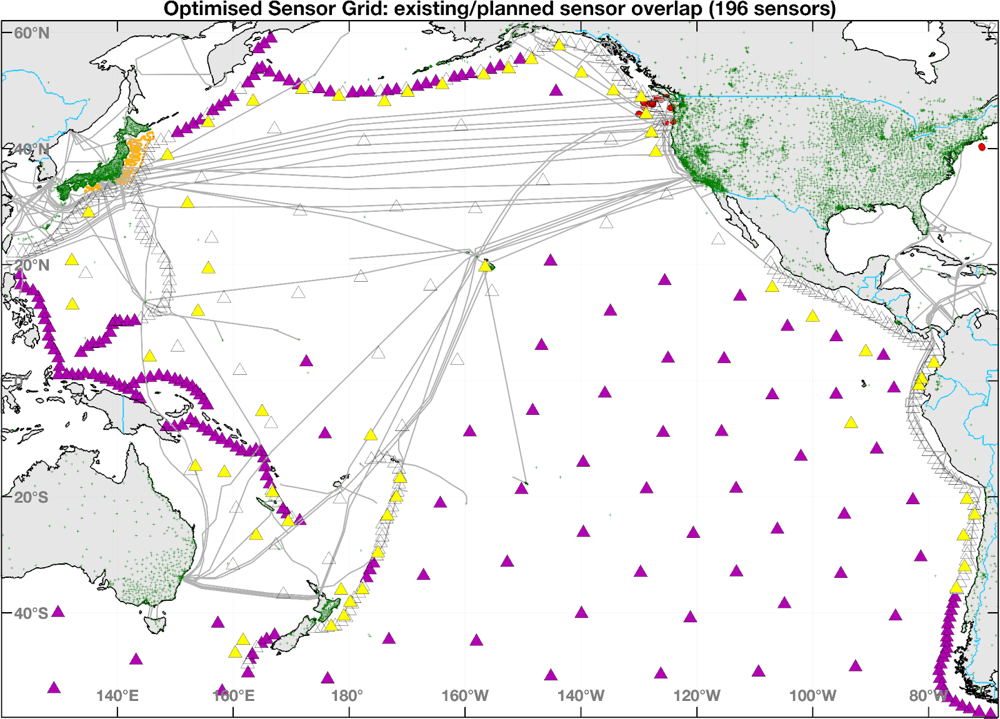 Optimised Sensor Grid: existing/planned sensor overlap (196 sensors)
60°N
40°N
20°N
0°
20°S
40°S
140°E
160°E
180°
160°W
140°W
120°W
100°W
80°W